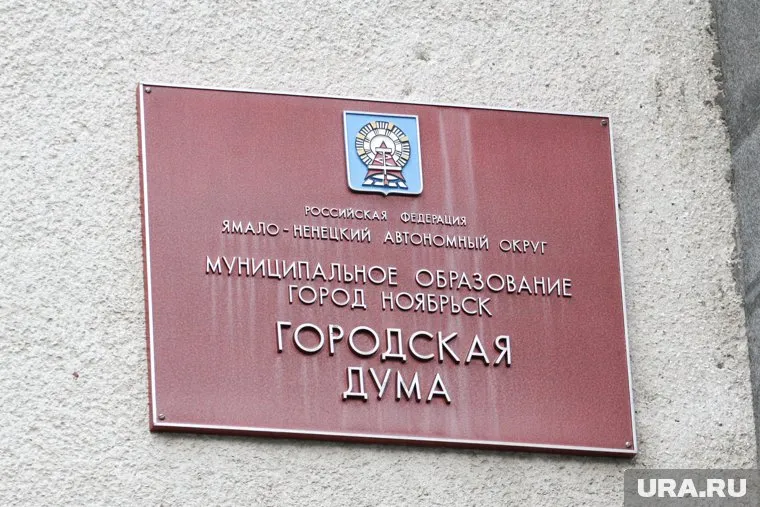 РОССИЙСКАЯ ФЕДЕРАЦИЯ
ЯМАЛО-НЕНЕЦКИЙ АВТОНОМНЫЙ ОКРУГ
МУНИЦИПАЛЬНОЕ ОБРАЗОВАНИЕ
ГОРОД НОЯБРЬСК
ГОРОДСКАЯ
ДУМА
URA.RU